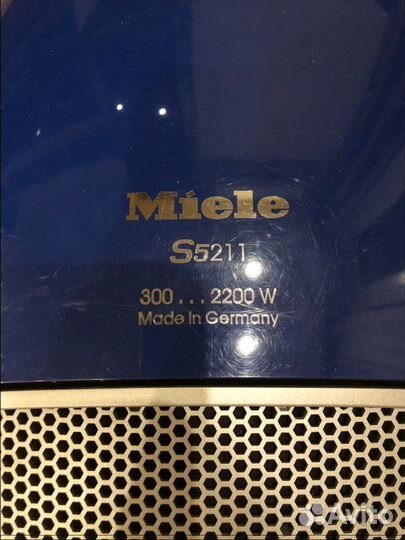 Miele
S5211
300...2200 W
Made in Germany
Avito